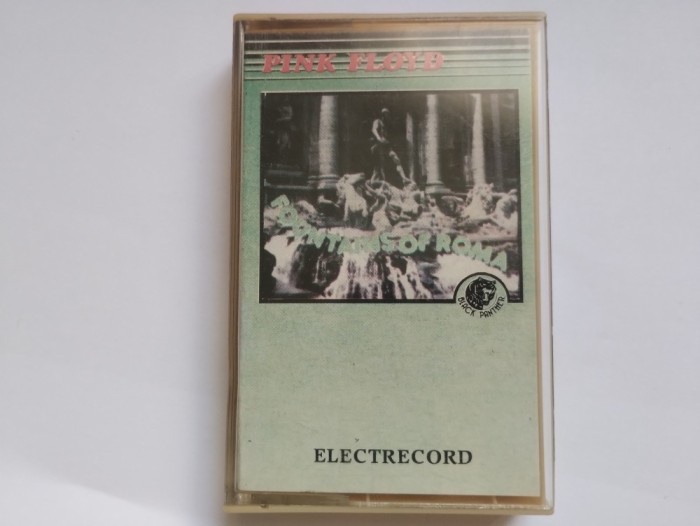 PINK FLOYD
FOUNTAINS OF ROMA
BLACK PANTHER
ELECTRECORD